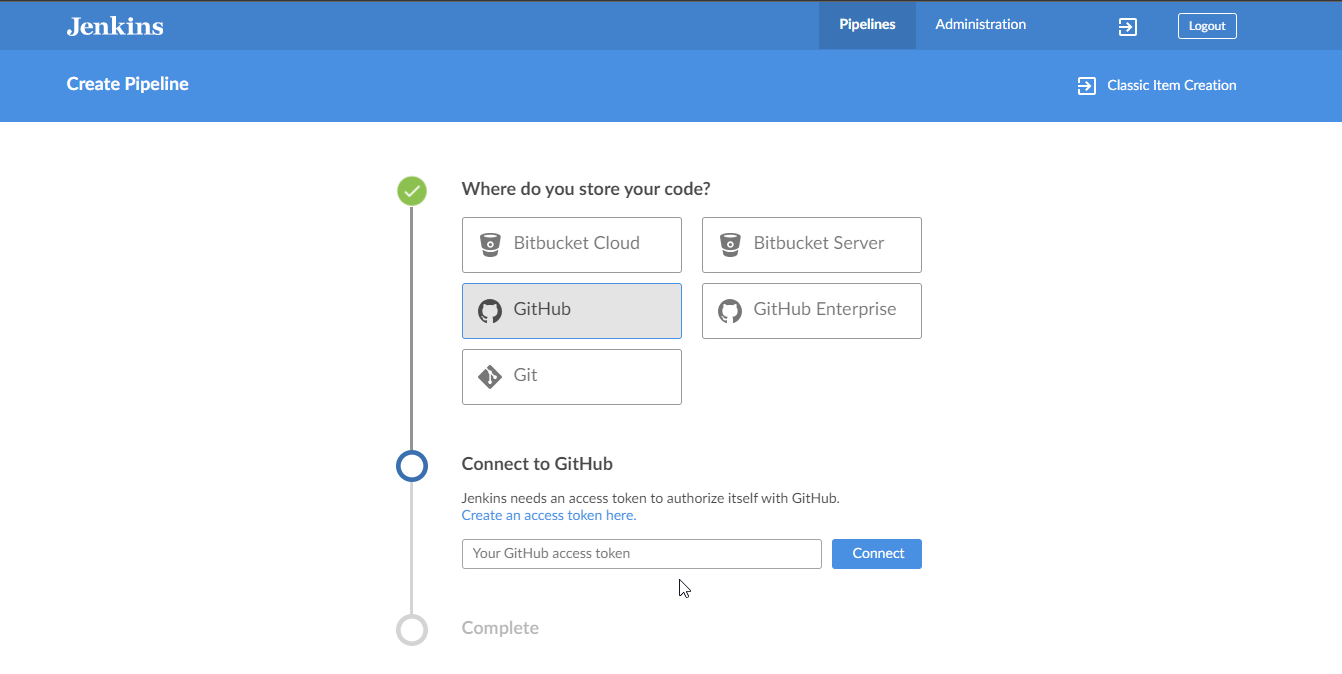 Jenkins
Pipelines
Administration
Logout
Create Pipeline
Classic Item Creation
Where do you store your code?
Bitbucket Cloud
Bitbucket Server
GitHub
GitHub Enterprise
Git
Connect to GitHub
Jenkins needs an access token to authorize itself with GitHub.
Create an access token here.
Your GitHub access token
Connect
Complete